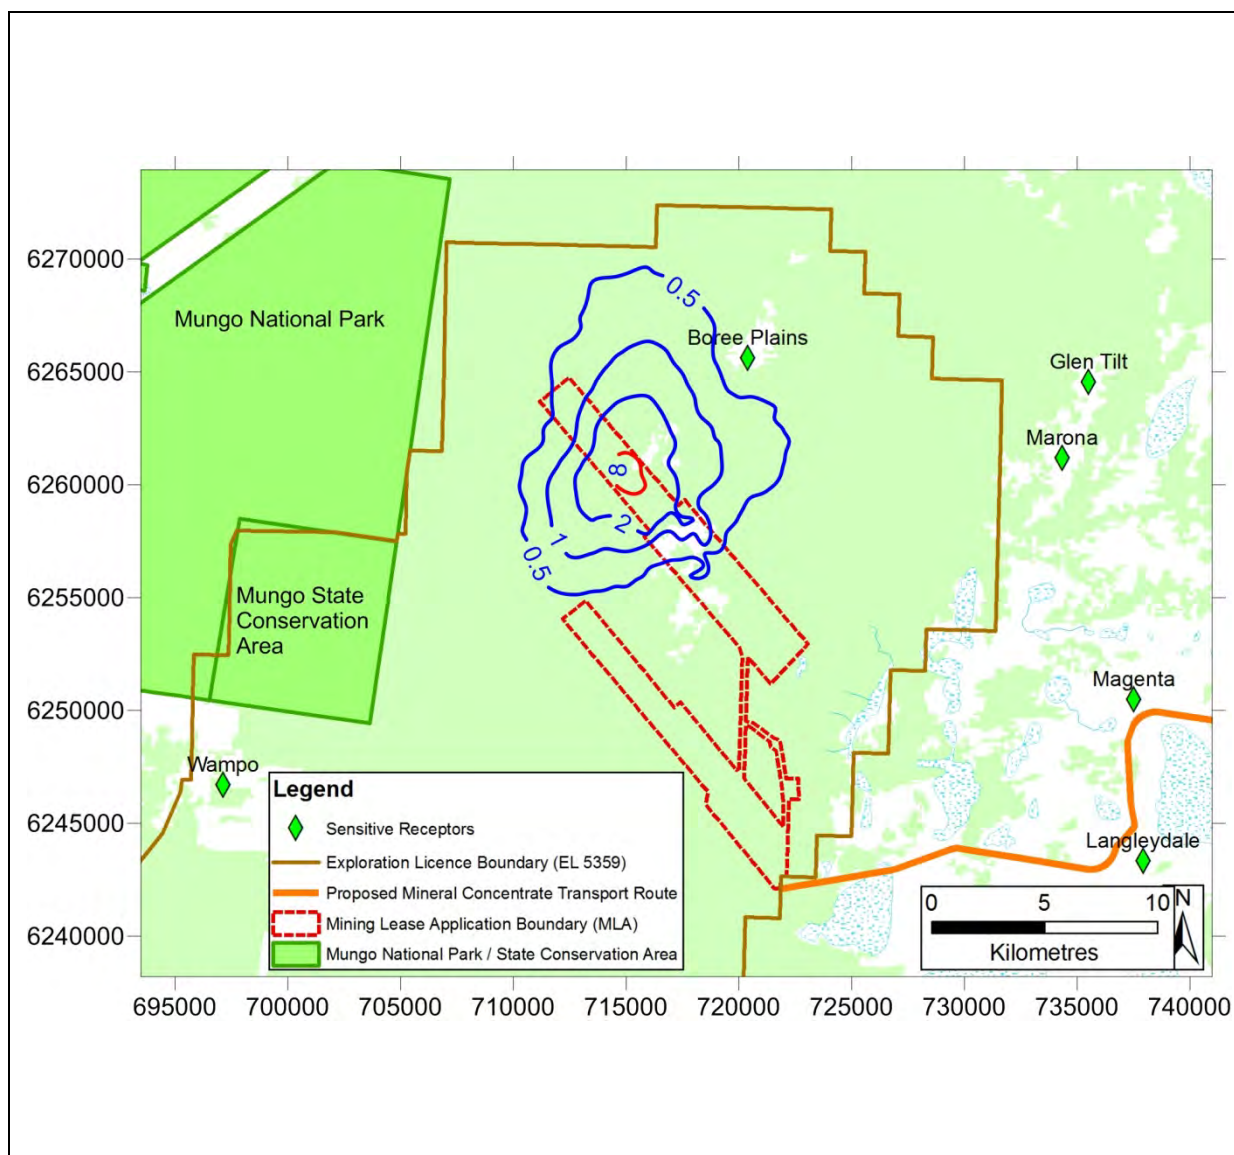 6270000
6265000
6260000
6255000
6250000
6245000
6240000
Mungo National Park
Mungo State
Conservation
Area
Wampo
Boree Plains
Glen Tilt
Marona
Magenta
Langleydale
0.5
8
2
1
0.5
Legend
Sensitive Receptors
Exploration Licence Boundary (EL 5359)
Proposed Mineral Concentrate Transport Route
Mining Lease Application Boundary (MLA)
Mungo National Park / State Conservation Area
0 5 10
Kilometres
N
695000 700000 705000 710000 715000 720000 725000 730000 735000 740000